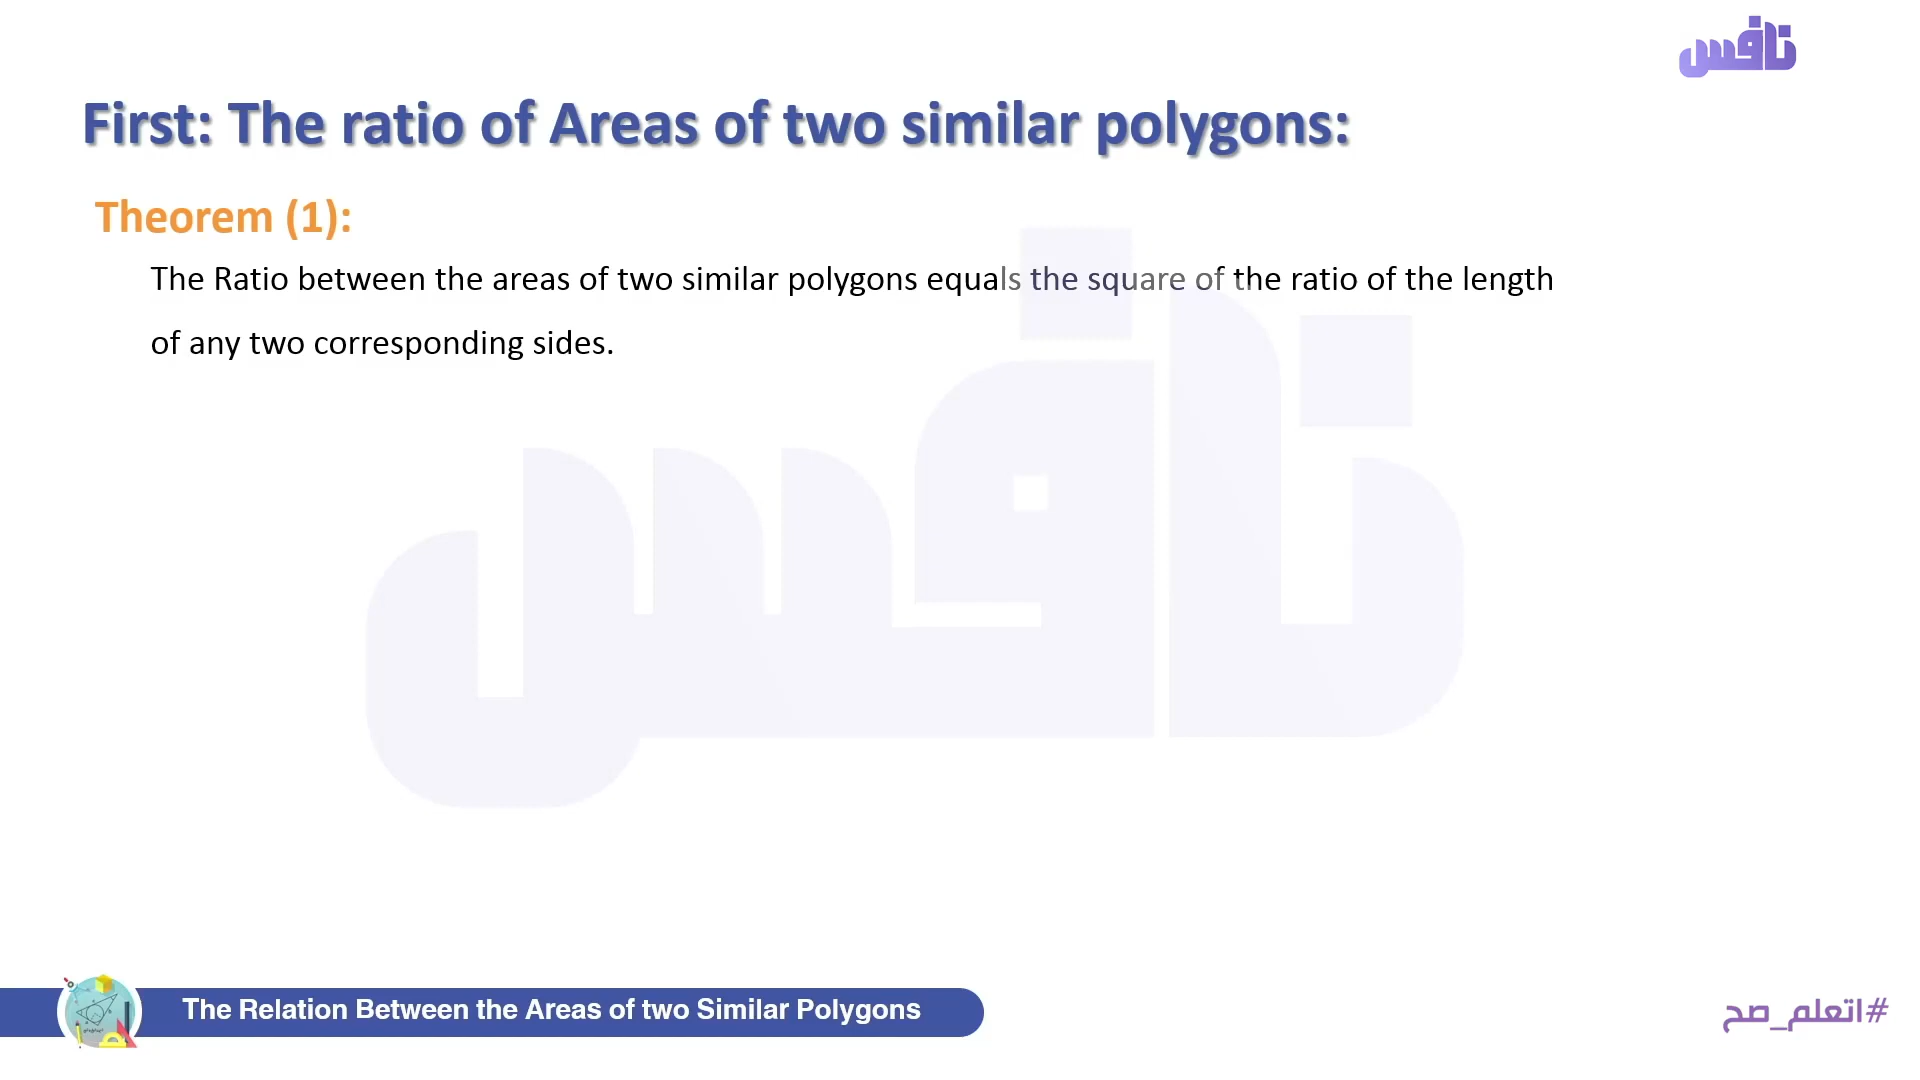 نافس
First: The ratio of Areas of two similar polygons:
Theorem (1):
The Ratio between the areas of two similar polygons equals the square of the ratio of the length
of any two corresponding sides.
نافس
The Relation Between the Areas of two Similar Polygons
#اتعلم_صح